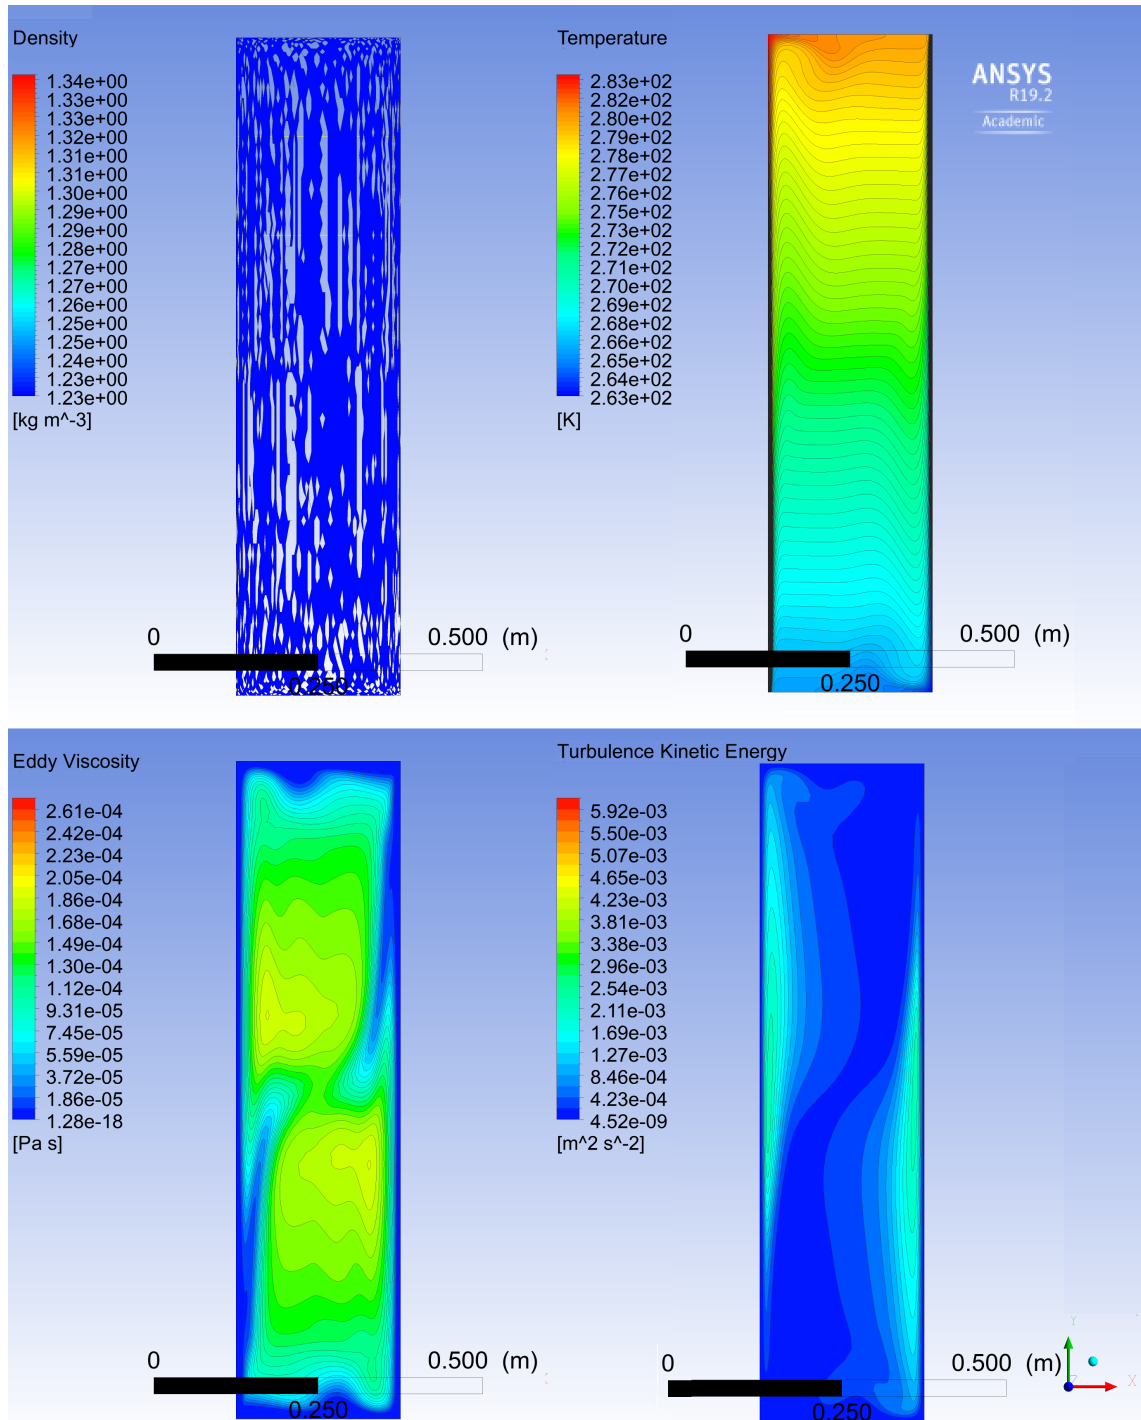 Density
1.34e+00
1.33e+00
1.33e+00
1.32e+00
1.31e+00
1.31e+00
1.30e+00
1.29e+00
1.29e+00
1.28e+00
1.27e+00
1.26e+00
1.25e+00
1.25e+00
1.24e+00
1.23e+00
1.23e+00
[kg m^-3]
0
0.500 (m)
0.250
Temperature
2.83e+02
2.82e+02
2.80e+02
2.79e+02
2.78e+02
2.76e+02
2.75e+02
2.73e+02
2.72e+02
2.71e+02
2.70e+02
2.69e+02
2.68e+02
2.66e+02
2.65e+02
2.64e+02
2.63e+02
[K]
0
0.500 (m)
0.250
ANSYS
R19.2
Academic
Eddy Viscosity
2.61e-04
2.42e-04
2.23e-04
2.05e-04
1.86e-04
1.68e-04
1.49e-04
1.30e-04
1.12e-04
9.31e-05
7.45e-05
5.59e-05
3.72e-05
1.86e-05
1.28e-18
[Pa s]
0
0.500 (m)
0.250
Turbulence Kinetic Energy
5.92e-03
5.50e-03
5.07e-03
4.65e-03
4.23e-03
3.81e-03
3.38e-03
2.96e-03
2.54e-03
2.11e-03
1.69e-03
1.27e-03
8.46e-04
4.23e-04
4.52e-09
[m^2 s^-2]
0
0.500 (m)
0.250
Y
Z
X